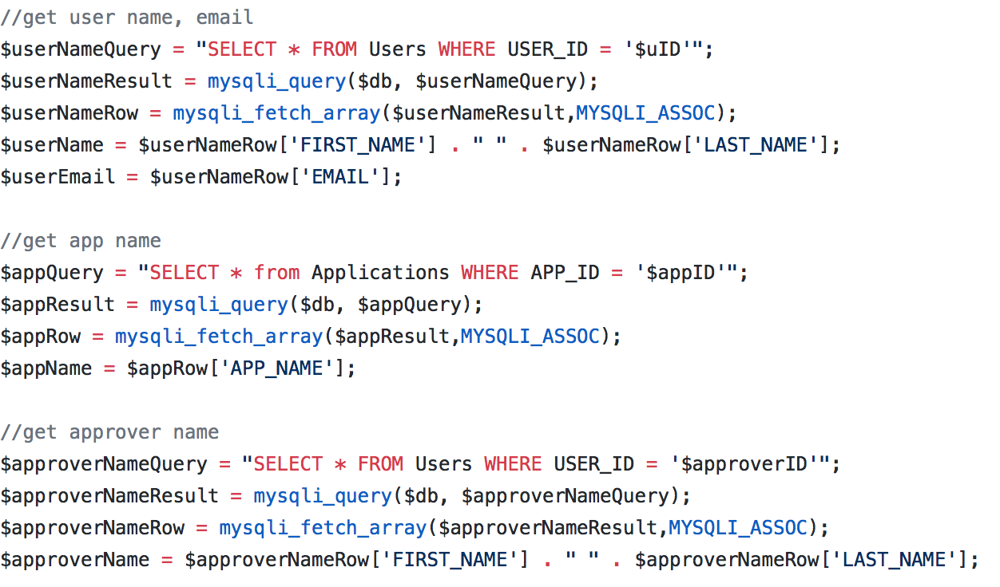 //get user name, email
$userNameQuery = "SELECT * FROM Users WHERE USER_ID = '$uID'";
$userNameResult = mysqli_query($db, $userNameQuery);
$userNameRow = mysqli_fetch_array($userNameResult,MYSQLI_ASSOC);
$userName = $userNameRow['FIRST_NAME'] . " " . $userNameRow['LAST_NAME'];
$userEmail = $userNameRow['EMAIL'];

//get app name
$appQuery = "SELECT * from Applications WHERE APP_ID = '$appID'";
$appResult = mysqli_query($db, $appQuery);
$appRow = mysqli_fetch_array($appResult,MYSQLI_ASSOC);
$appName = $appRow['APP_NAME'];

//get approver name
$approverNameQuery = "SELECT * FROM Users WHERE USER_ID = '$approverID'";
$approverNameResult = mysqli_query($db, $approverNameQuery);
$approverNameRow = mysqli_fetch_array($approverNameResult,MYSQLI_ASSOC);
$approverName = $approverNameRow['FIRST_NAME'] . " " . $approverNameRow['LAST_NAME'];